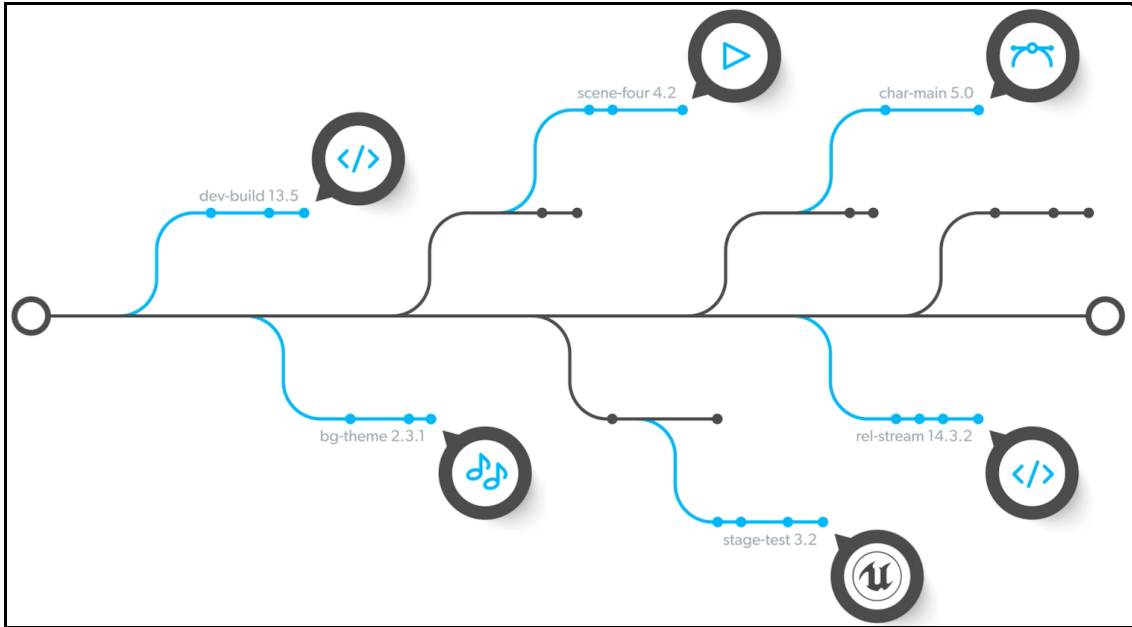 scene-four 4.2
char-main 5.0
dev-build 13.5
bg-theme 2.3.1
rel-stream 14.3.2
stage-test 3.2